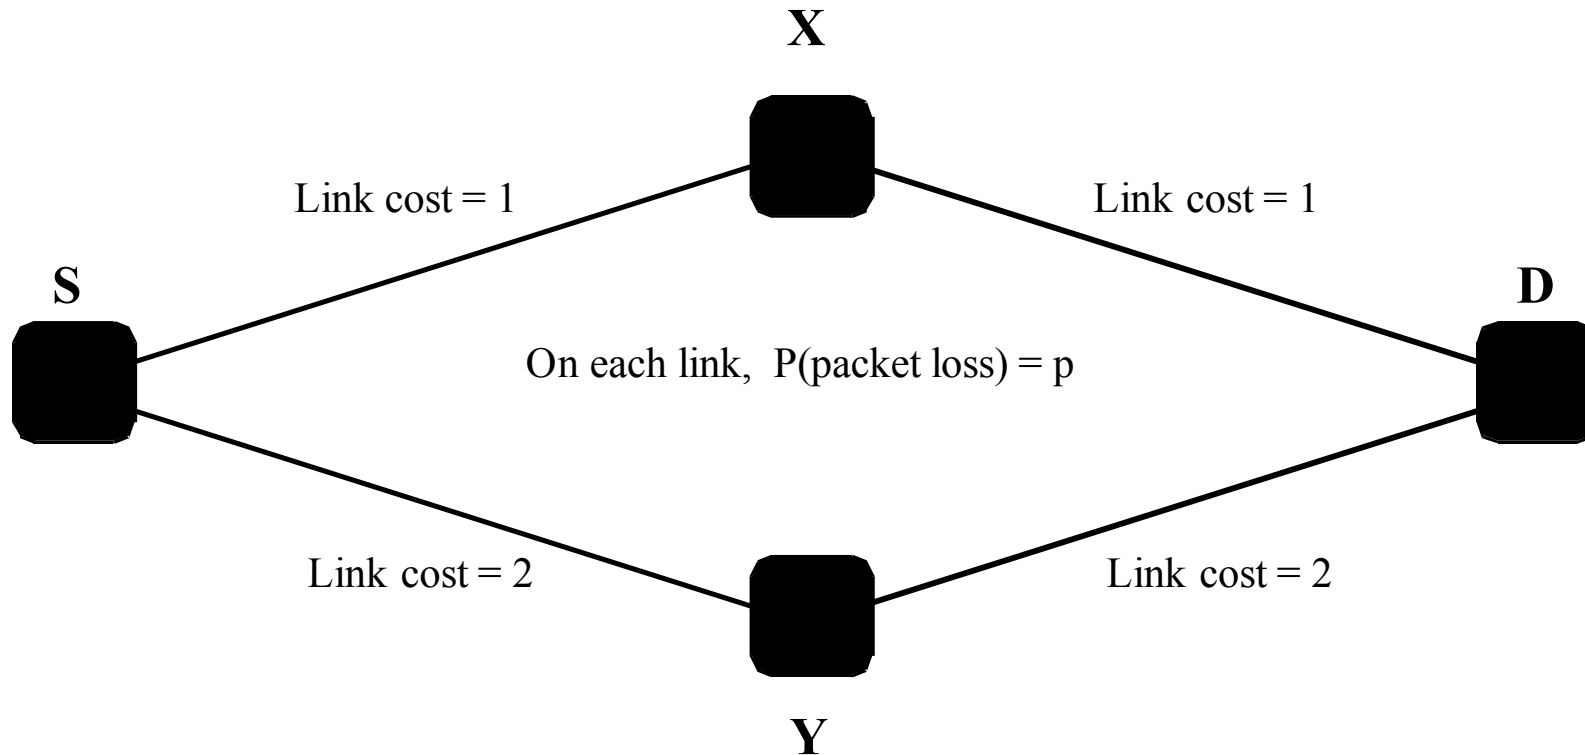 X
Link cost = 1
Link cost = 1
S
D
On each link, P(packet loss) = p
Link cost = 2
Link cost = 2
Y